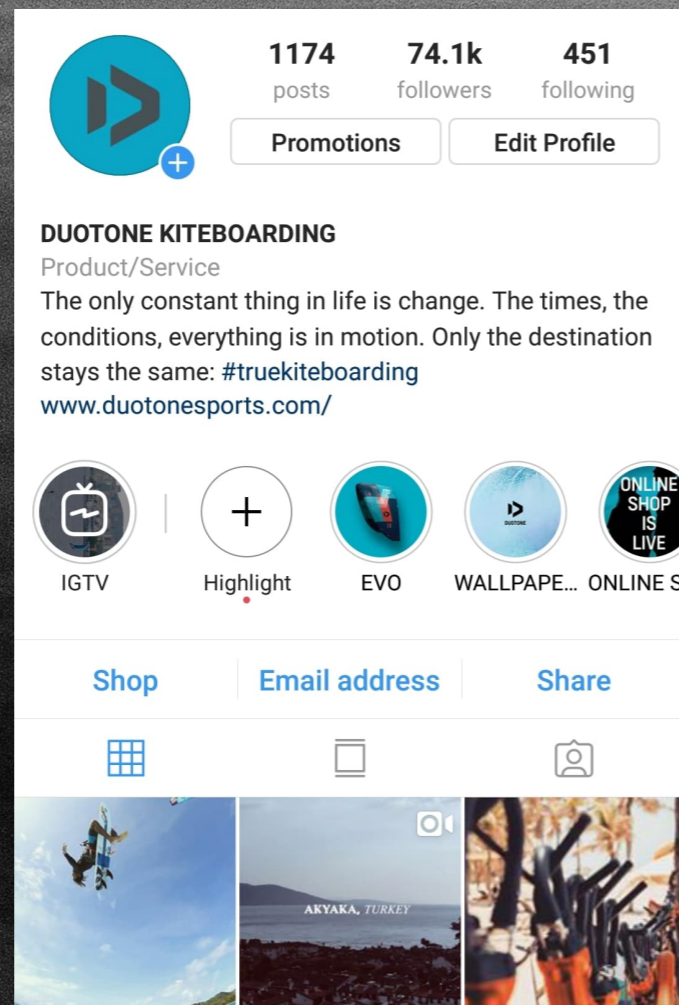 1174 74.1k 451
posts followers following
Promotions Edit Profile
DUOTONE KITEBOARDING
Product/Service
The only constant thing in life is change. The times, the
conditions, everything is in motion. Only the destination
stays the same: #truekiteboarding
www.duotonesports.com/
DUOTONE
ONLINE
SHOP
IS
LIVE
IGTV Highlight EVO WALLPAPE... ONLINE S
Shop Email address Share
AKYAKA, TURKEY